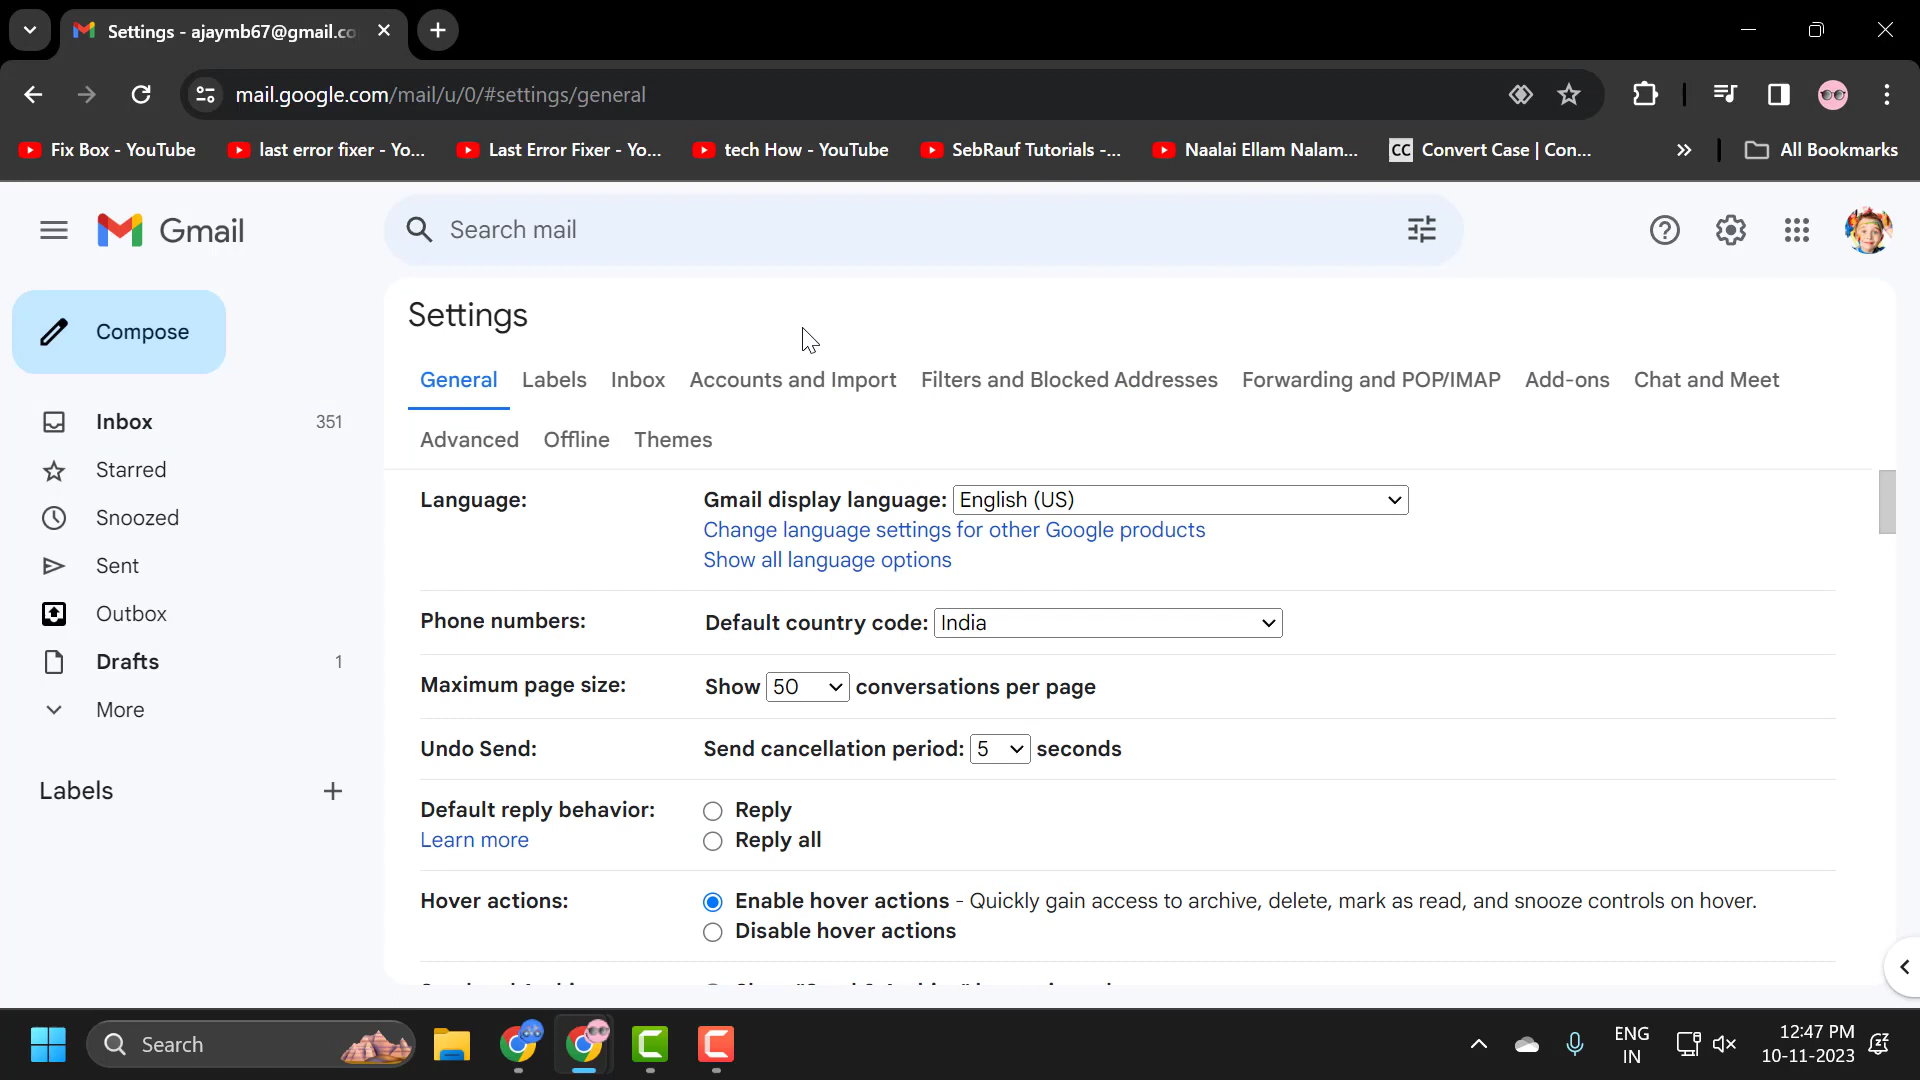 Settings - ajaymb67@gmail.co
mail.google.com/mail/u/0/#settings/general
Fix Box - YouTube last error fixer - Yo... Last Error Fixer - Yo... tech How - YouTube SebRauf Tutorials -... Naalai Ellam Nalam... CC Convert Case | Con... » All Bookmarks
Gmail
Search mail
Compose
Inbox 351
Starred
Snoozed
Sent
Outbox
Drafts 1
More
Labels
Settings
General Labels Inbox Accounts and Import Filters and Blocked Addresses Forwarding and POP/IMAP Add-ons Chat and Meet
Advanced Offline Themes
Language: Gmail display language: English (US)
Change language settings for other Google products
Show all language options
Phone numbers: Default country code: India
Maximum page size: Show 50 conversations per page
Undo Send: Send cancellation period: 5 seconds
Default reply behavior: Reply
Learn more Reply all
Hover actions: Enable hover actions - Quickly gain access to archive, delete, mark as read, and snooze controls on hover.
Disable hover actions
Search
ENG
IN
12:47 PM
10-11-2023